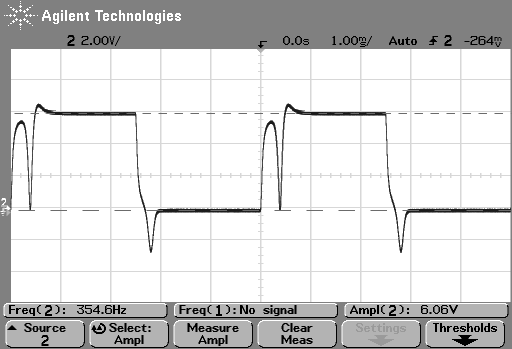 Agilent Technologies
2 2.00V/ 0.0s 1.00㎳/ Auto 2 -264mV
2
Freq(2): 354.6Hz Freq(1): No signal Ampl(2): 6.06V
Source Select: Measure Clear Settings Thresholds
2 Ampl Ampl Meas